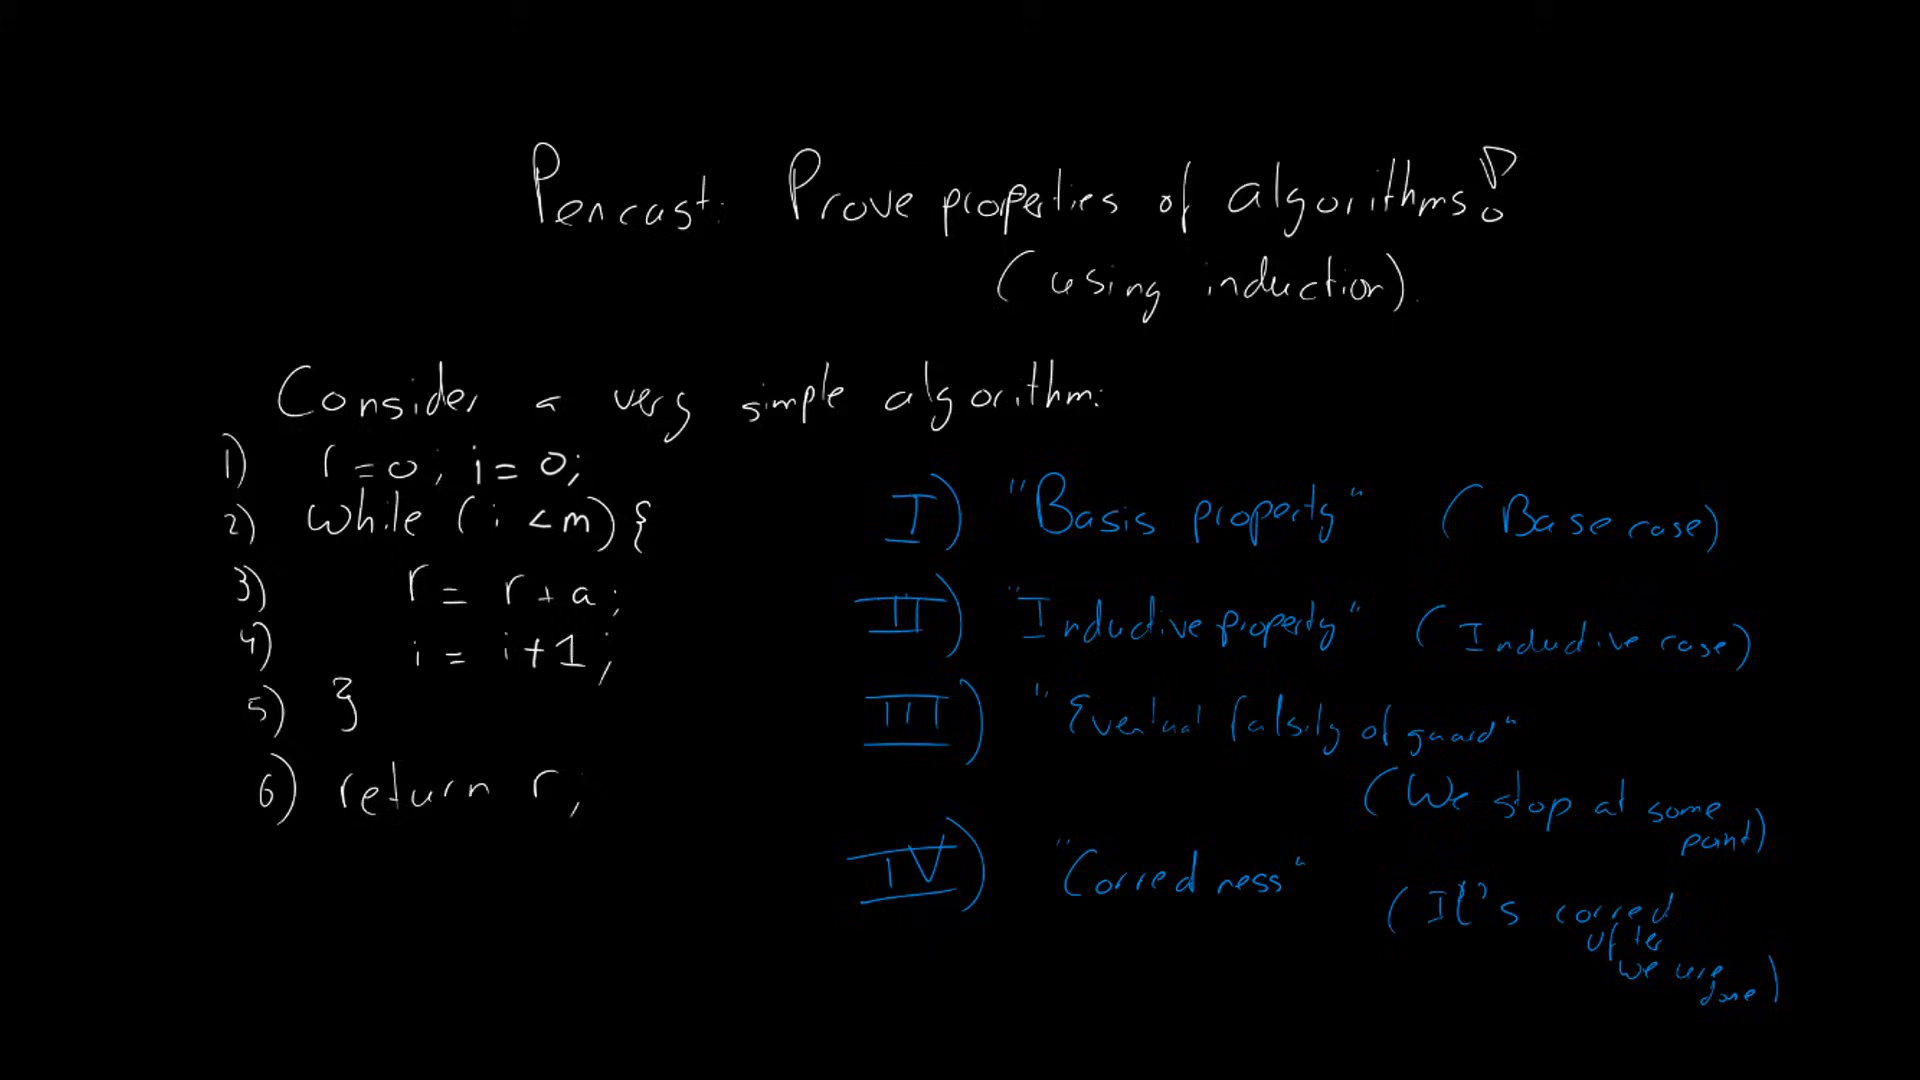 Pencast: Prove properties of algorithms!
(using induction).
Consider a very simple algorithm:
1) r = 0; i = 0;
2) while (i < m) {
3) r = r + a;
4) i = i + 1;
5) }
6) return r;
I) "Basis property" (Base case)
II) "Inductive property" (Inductive case)
III) "Eventual falsity of guard"
(We stop at some
point)
IV) "Correctness" (It's correct
after
we are
done)